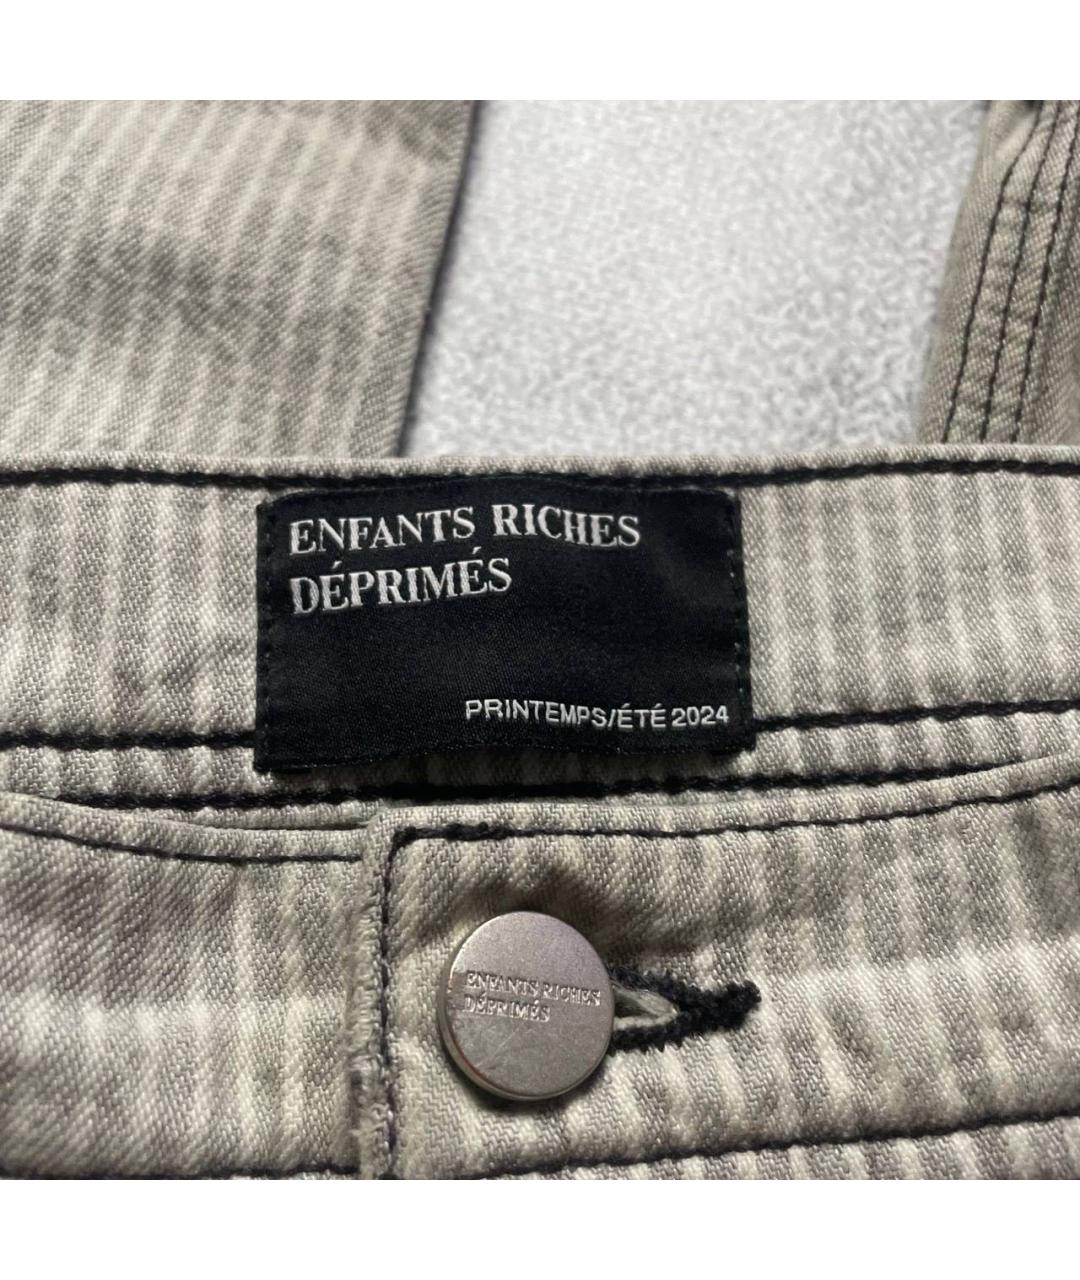 ENFANTS RICHES
DÉPRIMÉS
PRINTEMPS/ÉTÉ 2024
ENFANTS RICHES
DÉPRIMÉS